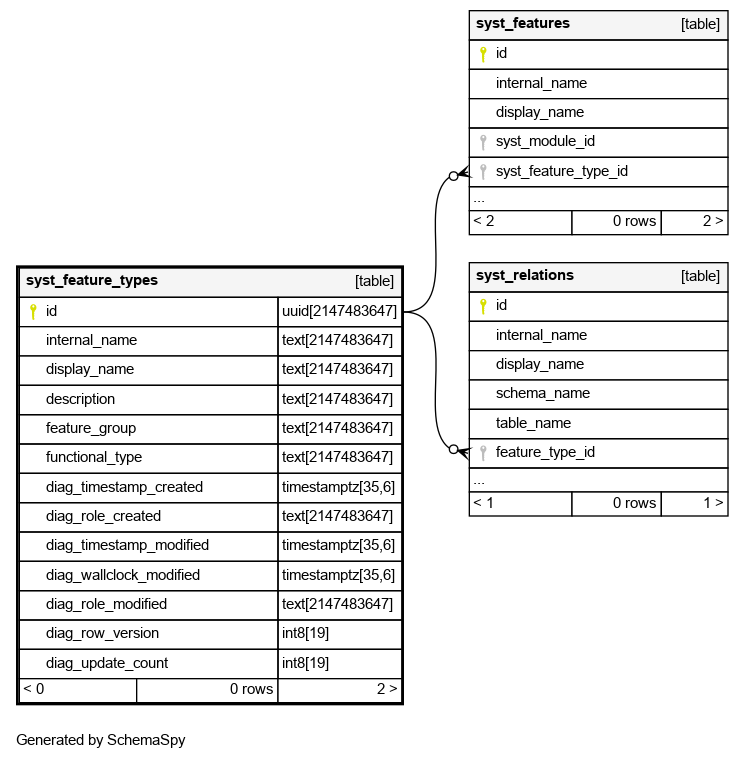 syst_features [table]
id
internal_name
display_name
syst_module_id
syst_feature_type_id
...
< 2 0 rows 2 >
syst_relations [table]
id
internal_name
display_name
schema_name
table_name
feature_type_id
...
< 1 0 rows 1 >
syst_feature_types [table]
id uuid[2147483647]
internal_name text[2147483647]
display_name text[2147483647]
description text[2147483647]
feature_group text[2147483647]
functional_type text[2147483647]
diag_timestamp_created timestamptz[35,6]
diag_role_created text[2147483647]
diag_timestamp_modified timestamptz[35,6]
diag_wallclock_modified timestamptz[35,6]
diag_role_modified text[2147483647]
diag_row_version int8[19]
diag_update_count int8[19]
< 0 0 rows 2 >
Generated by SchemaSpy